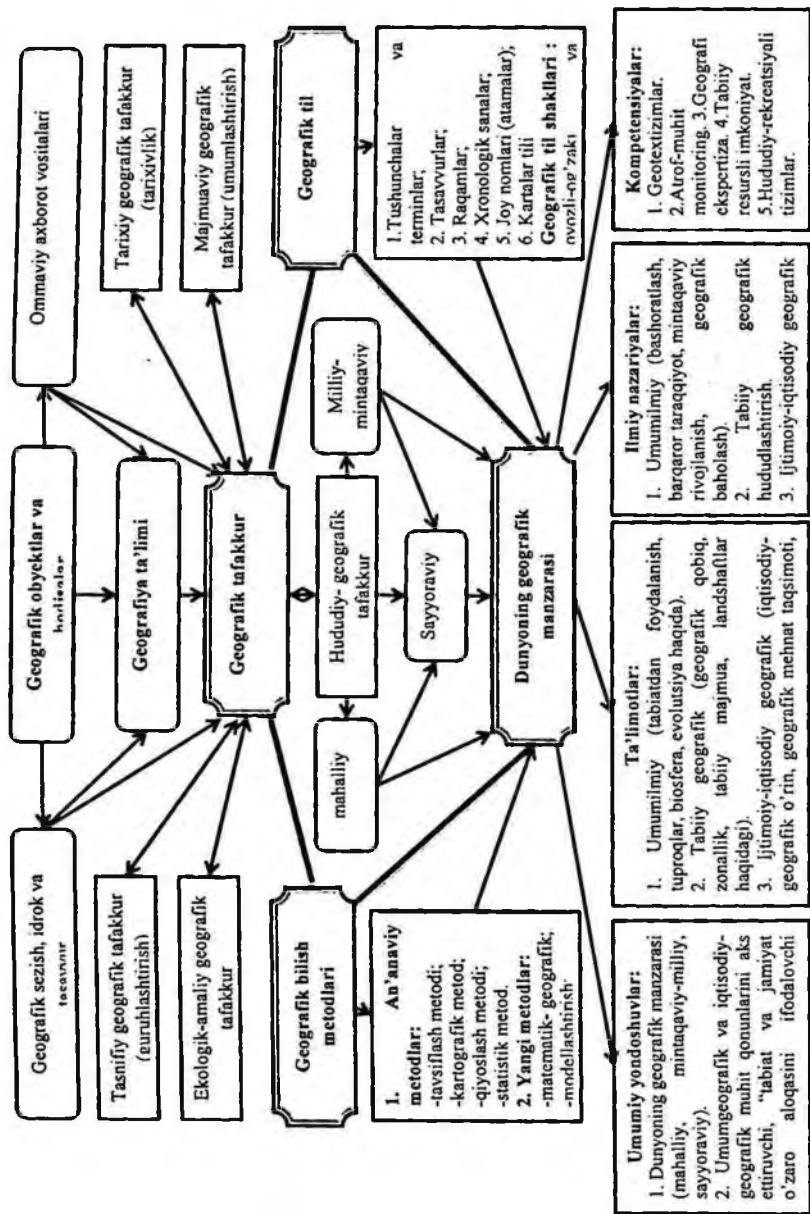 Geografik sezish, idrok va
tasavvur
Geografik obyektlar va
hodisalar
Ommaviy axborot vositalari
Tasnifiy geografik tafakkur
(guruhlashtirish)
Geografiya ta’limi
Tarixiy geografik tafakkur
(tarixiylik)
Ekologik-amaliy geografik
tafakkur
Geografik tafakkur
Majmuaviy geografik
tafakkur (umumlashtirish)
Geografik bilish
metodlari
mahalliy
Hududiy- geografik
tafakkur
Milliy-
mintaqaviy
Geografik til
Sayyoraviy
1. An’anaviy
metodlar:
-tavsiflash metodi;
-kartografik metod;
-qiyoslash metodi;
-statistik metod.
2. Yangi metodlar:
-matematik- geografik;
-modellashtirish;
Dunyoning geografik
manzarasi
1.Tushunchalar va
terminlar;
2. Tasavvurlar;
3. Raqamlar;
4. Xronologik sanalar;
5. Joy nomlari (atamalar);
6. Kartalar tili
Geografik til shakllari :
ovozli-og’zaki va
Umumiy yondoshuvlar:
1. Dunyoning geografik manzarasi
(mahalliy, mintaqaviy-milliy,
sayyoraviy).
2. Umumgeografik va iqtisodiy-
geografik muhit qonunlarini aks
ettiruvchi, “tabiat va jamiyat
o’zaro aloqasini ifodalovchi
Ta’limotlar:
1. Umumilmiy (tabiatdan foydalanish,
tuproqlar, biosfera, evolutsiya haqida).
2. Tabiiy geografik (geografik qobiq,
zonallik, tabiiy majmua, landshaftlar
haqidagi).
3. Ijtimoiy-iqtisodiy geografik (iqtisodiy-
geografik o’rin, geografik mehnat taqsimoti,
Ilmiy nazariyalar:
1. Umumilmiy (bashoratlash,
barqaror taraqqiyot, mintaqaviy
rivojlanish, geografik
baholash).
2. Tabiiy geografik
hududlashtirish.
3. Ijtimoiy-iqtisodiy geografik
Kompetensiyalar:
1. Geotextizimlar.
2.Atrof-muhit
monitoring. 3.Geografi
ekspertiza. 4.Tabiiy
resursli imkoniyat.
5.Hududiy-rekreatsiyali
tizimlar.